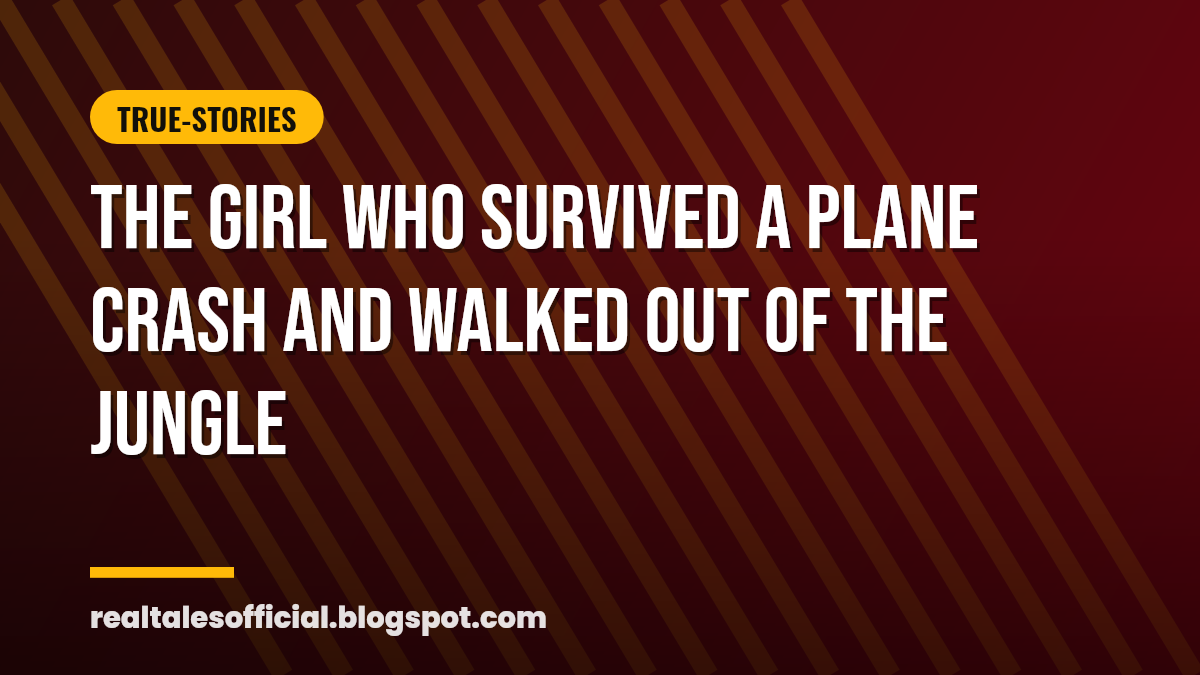 TRUE-STORIES
THE GIRL WHO SURVIVED A PLANE
CRASH AND WALKED OUT OF THE
JUNGLE
realtalesofficial.blogspot.com